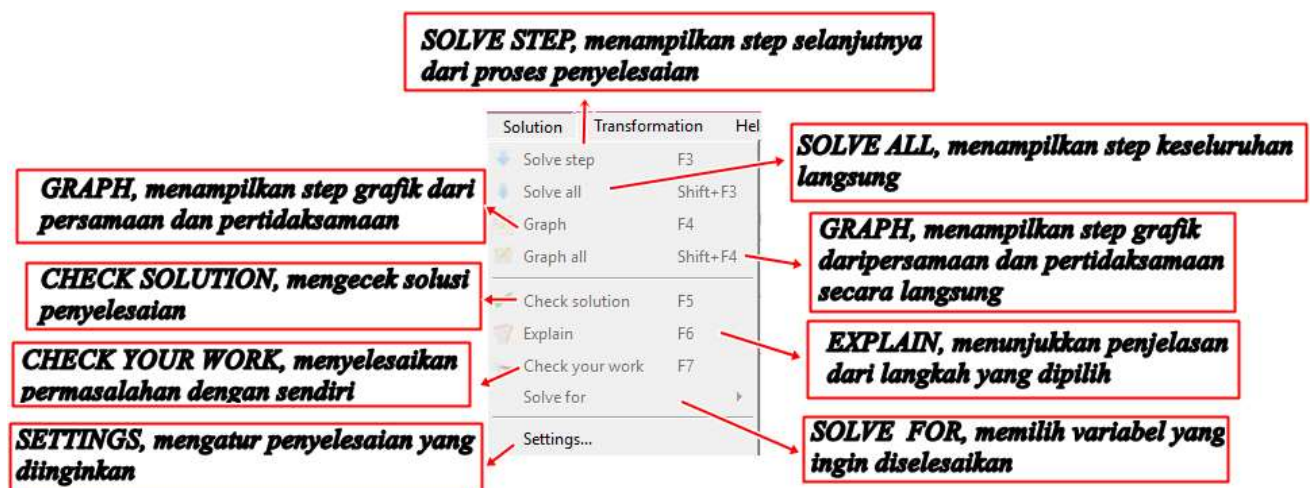 SOLVE STEP, menampilkan step selanjutnya
dari proses penyelesaian
Solution Transformation Hel
Solve step F3
Solve all Shift+F3
Graph F4
Graph all Shift+F4
Check solution F5
Explain F6
Check your work F7
Solve for
Settings...
GRAPH, menampilkan step grafik dari
persamaan dan pertidaksamaan
CHECK SOLUTION, mengecek solusi
penyelesaian
CHECK YOUR WORK, menyelesaikan
permasalahan dengan sendiri
SETTINGS, mengatur penyelesaian yang
diinginkan
SOLVE ALL, menampilkan step keseluruhan
langsung
GRAPH, menampilkan step grafik
daripersamaan dan pertidaksamaan
secara langsung
EXPLAIN, menunjukkan penjelasan
dari langkah yang dipilih
SOLVE FOR, memilih variabel yang
ingin diselesaikan